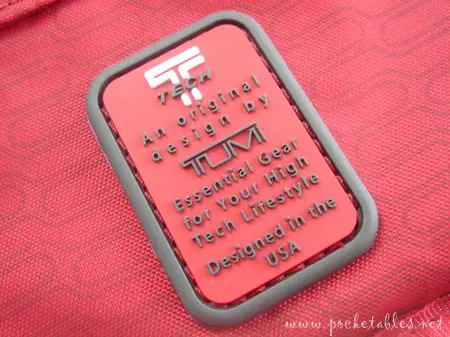 T
TECH
An original
design by
TUMI
Essential Gear
for Your High
Tech Lifestyle
Designed in the
USA
www.pocketables.net